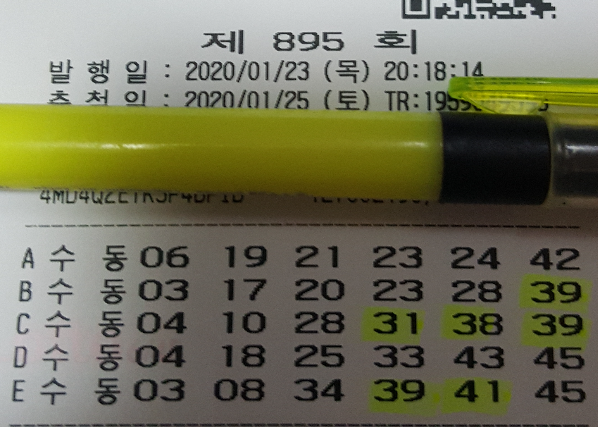 제 895 회
발 행 일 : 2020/01/23 (목) 20:18:14
추 첨 일 : 2020/01/25 (토)
A 수 동 06 19 21 23 24 42
B 수 동 03 17 20 23 28 39
C 수 동 04 10 28 31 38 39
D 수 동 04 18 25 33 43 45
E 수 동 03 08 34 39 41 45